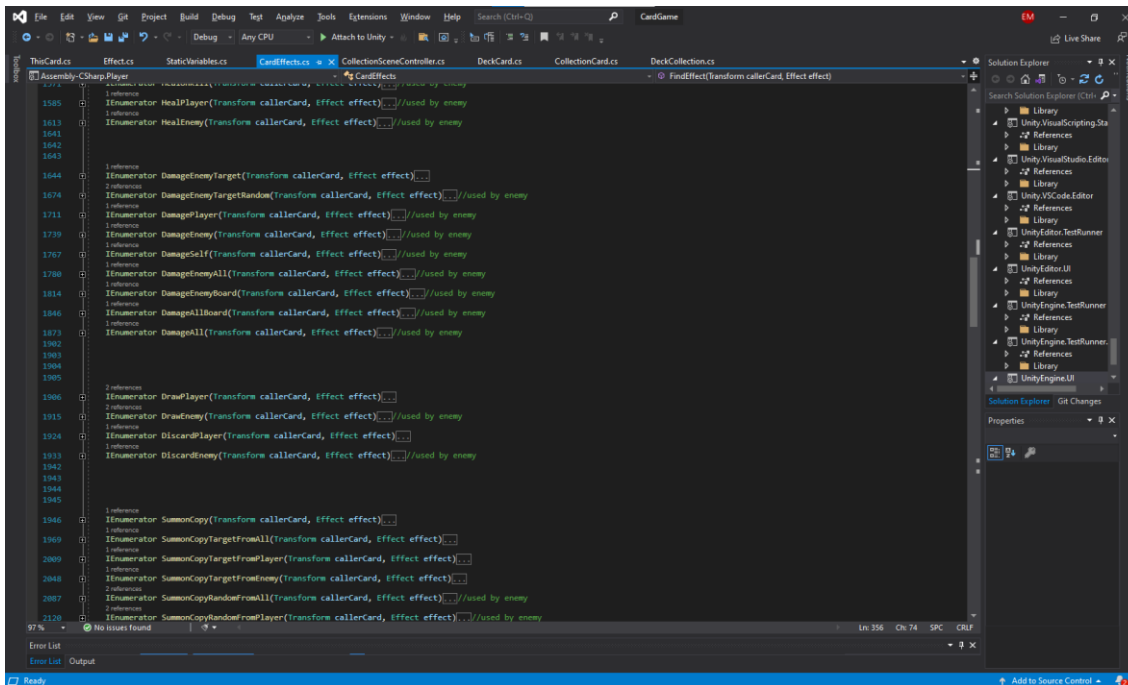 File Edit View Git Project Build Debug Test Analyze Tools Extensions Window Help Search (Ctrl+Q) CardGame EM
Debug Any CPU Attach to Unity Live Share
ThisCard.cs Effect.cs StaticVariables.cs CardEffects.cs CollectionSceneController.cs DeckCard.cs CollectionCard.cs DeckCollection.cs
Toolbox
Assembly-CSharp.Player CardEffects FindEffect(Transform callerCard, Effect effect)
1 reference
1585 IEnumerator HealPlayer(Transform callerCard, Effect effect)...//used by enemy
1 reference
1613 IEnumerator HealEnemy(Transform callerCard, Effect effect)...//used by enemy
1641
1642
1643
1 reference
1644 IEnumerator DamageEnemyTarget(Transform callerCard, Effect effect)...
2 references
1674 IEnumerator DamageEnemyTargetRandom(Transform callerCard, Effect effect)...//used by enemy
1 reference
1711 IEnumerator DamagePlayer(Transform callerCard, Effect effect)...//used by enemy
1 reference
1739 IEnumerator DamageEnemy(Transform callerCard, Effect effect)...//used by enemy
1 reference
1767 IEnumerator DamageSelf(Transform callerCard, Effect effect)...//used by enemy
1 reference
1780 IEnumerator DamageEnemyAll(Transform callerCard, Effect effect)...//used by enemy
1 reference
1814 IEnumerator DamageEnemyBoard(Transform callerCard, Effect effect)...//used by enemy
1 reference
1846 IEnumerator DamageAllBoard(Transform callerCard, Effect effect)...//used by enemy
1 reference
1873 IEnumerator DamageAll(Transform callerCard, Effect effect)...//used by enemy
1902
1903
1904
1905
2 references
1906 IEnumerator DrawPlayer(Transform callerCard, Effect effect)...
2 references
1915 IEnumerator DrawEnemy(Transform callerCard, Effect effect)...//used by enemy
1 reference
1924 IEnumerator DiscardPlayer(Transform callerCard, Effect effect)...
1 reference
1933 IEnumerator DiscardEnemy(Transform callerCard, Effect effect)...//used by enemy
1942
1943
1944
1945
1 reference
1946 IEnumerator SummonCopy(Transform callerCard, Effect effect)...
1 reference
1969 IEnumerator SummonCopyTargetFromAll(Transform callerCard, Effect effect)...
1 reference
2009 IEnumerator SummonCopyTargetFromPlayer(Transform callerCard, Effect effect)...
1 reference
2048 IEnumerator SummonCopyTargetFromEnemy(Transform callerCard, Effect effect)...
2 references
2087 IEnumerator SummonCopyRandomFromAll(Transform callerCard, Effect effect)...//used by enemy
2 references
2120 IEnumerator SummonCopyRandomFromPlayer(Transform callerCard, Effect effect)...//used by enemy
97 % No issues found Ln: 356 Ch: 74 SPC CRLF
Error List
Error List Output
Ready Add to Source Control
Solution Explorer
Search Solution Explorer (Ctrl+
Library
Unity.VisualScripting.Sta
References
Library
Unity.VisualStudio.Editor
References
Library
Unity.VSCode.Editor
References
Library
UnityEditor.TestRunner
References
Library
UnityEditor.UI
References
Library
UnityEngine.TestRunner
References
Library
UnityEngine.TestRunner.
References
Library
UnityEngine.UI
Solution Explorer Git Changes
Properties